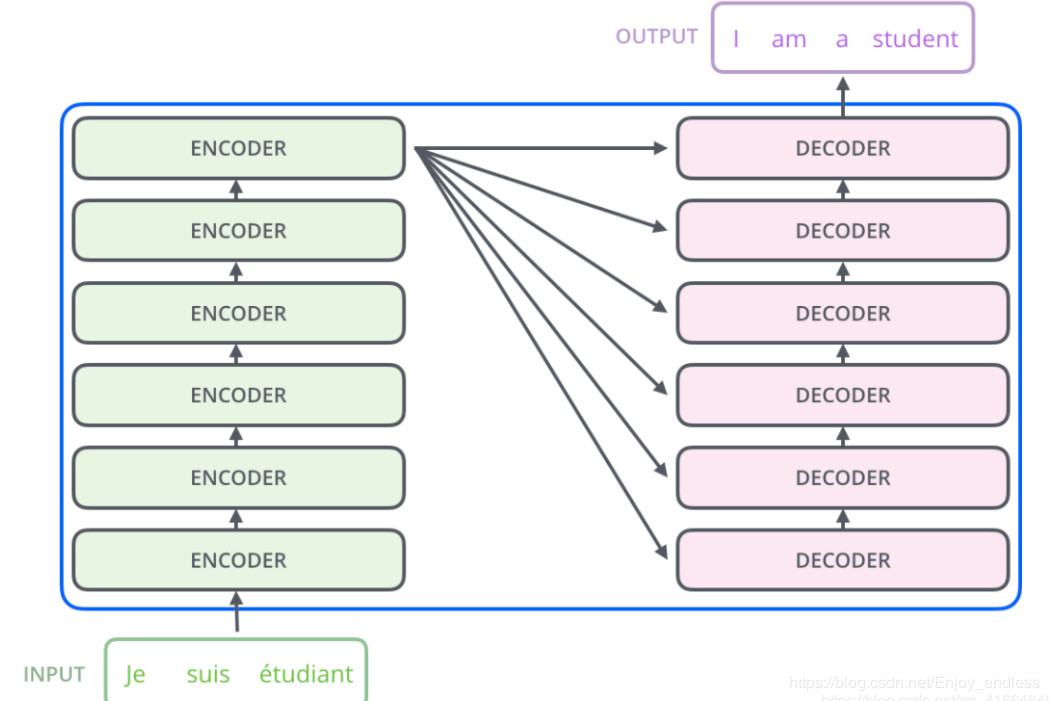 OUTPUT I am a student
ENCODER DECODER
ENCODER DECODER
ENCODER DECODER
ENCODER DECODER
ENCODER DECODER
ENCODER DECODER
INPUT Je suis étudiant
https://blog.csdn.net/Enjoy_endless